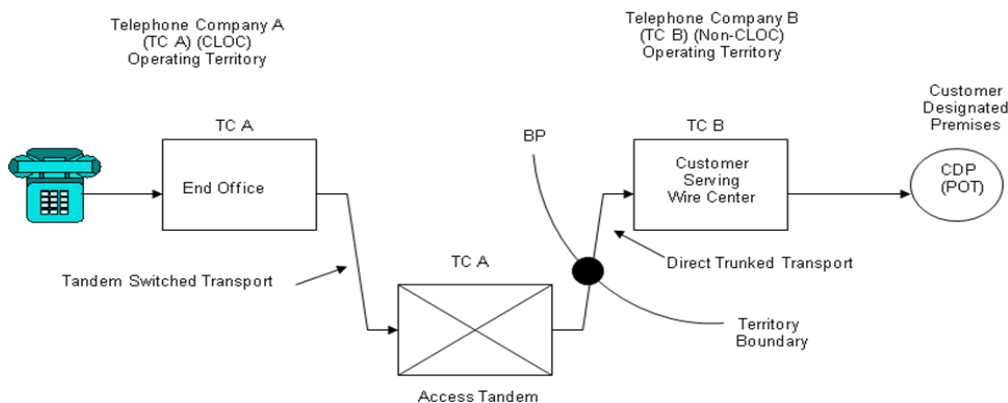 Telephone Company A
(TC A) (CLOC)
Operating Territory
Telephone Company B
(TC B) (Non-CLOC)
Operating Territory
Customer
Designated
Premises
TC A
End Office
BP
TC B
Customer
Serving
Wire Center
CDP
(POT)
Tandem Switched Transport
TC A
Direct Trunked Transport
Territory
Boundary
Access Tandem